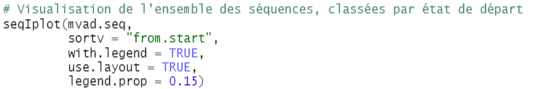 # Visualisation de l'ensemble des séquences, classées par état de départ
seqIplot(mvad.seq,
         sortv = "from.start",
         with.legend = TRUE,
         use.layout = TRUE,
         legend.prop = 0.15)